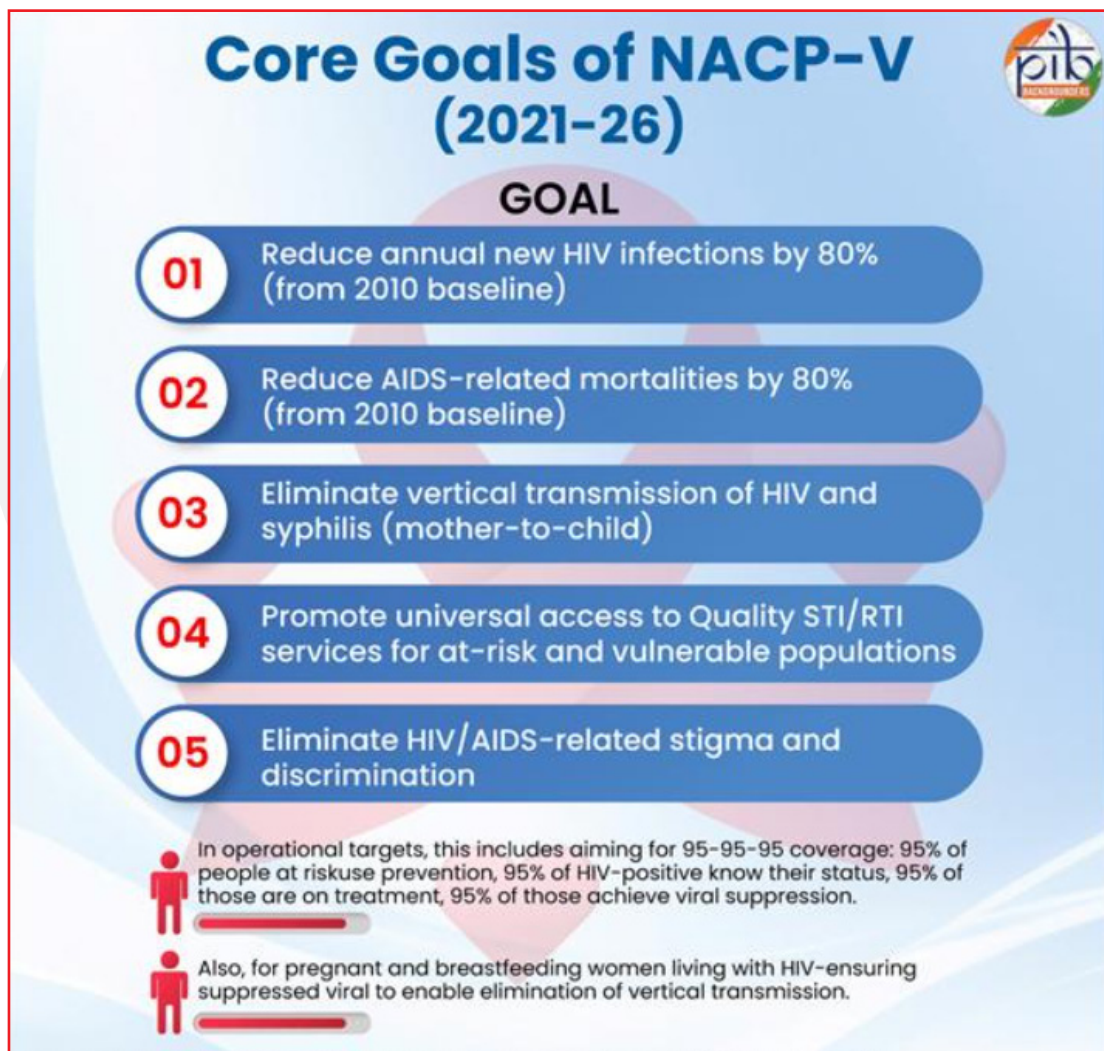 Core Goals of NACP-V
(2021-26)
pib
BACKGROUNDERS
GOAL
01
Reduce annual new HIV infections by 80%
(from 2010 baseline)
02
Reduce AIDS-related mortalities by 80%
(from 2010 baseline)
03
Eliminate vertical transmission of HIV and
syphilis (mother-to-child)
04
Promote universal access to Quality STI/RTI
services for at-risk and vulnerable populations
05
Eliminate HIV/AIDS-related stigma and
discrimination
In operational targets, this includes aiming for 95-95-95 coverage: 95% of
people at riskuse prevention, 95% of HIV-positive know their status, 95% of
those are on treatment, 95% of those achieve viral suppression.
Also, for pregnant and breastfeeding women living with HIV-ensuring
suppressed viral to enable elimination of vertical transmission.